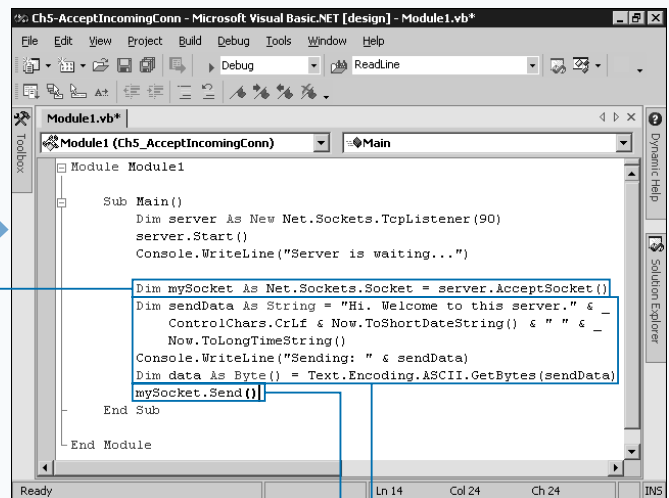 Ch5-AcceptIncomingConn - Microsoft Visual Basic.NET [design] - Module1.vb*
File Edit View Project Build Debug Tools Window Help
Debug ReadLine
Module1.vb*
Module1 (Ch5_AcceptIncomingConn) Main
Toolbox
Dynamic Help
Solution Explorer
Module Module1
Sub Main()
Dim server As New Net.Sockets.TcpListener(90)
server.Start()
Console.WriteLine("Server is waiting...")
Dim mySocket As Net.Sockets.Socket = server.AcceptSocket()
Dim sendData As String = "Hi. Welcome to this server." & _
ControlChars.CrLf & Now.ToShortDateString() & " " & _
Now.ToLongTimeString()
Console.WriteLine("Sending: " & sendData)
Dim data As Byte() = Text.Encoding.ASCII.GetBytes(sendData)
mySocket.Send()
End Sub
End Module
Ready Ln 14 Col 24 Ch 24 INS